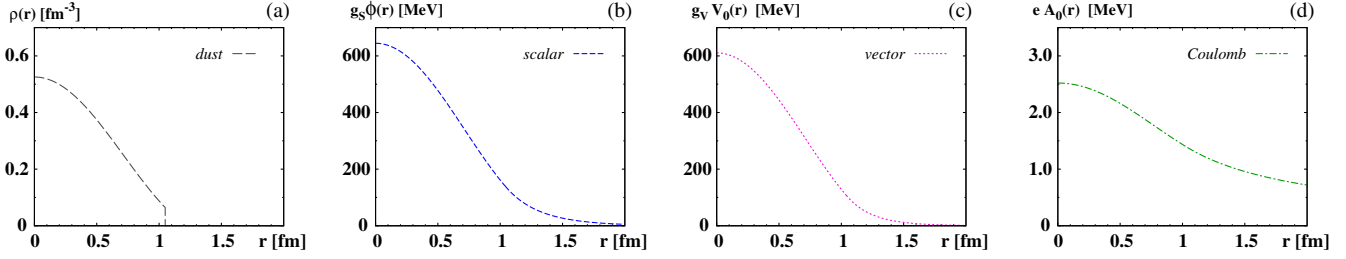 ρ(r) [fm⁻³] (a)
0.6
0.4
0.2
0
dust
0 0.5 1 1.5 r [fm]
g_S ϕ(r) [MeV] (b)
600
400
200
0
scalar
0 0.5 1 1.5 r [fm]
g_V V₀(r) [MeV] (c)
600
400
200
0
vector
0 0.5 1 1.5 r [fm]
e A₀(r) [MeV] (d)
3.0
2.0
1.0
0
Coulomb
0 0.5 1 1.5 r [fm]